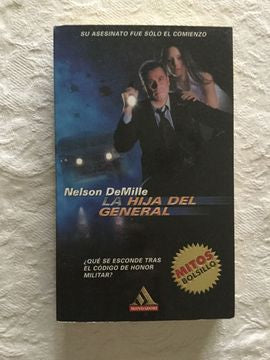 SU ASESINATO FUE SÓLO EL COMIENZO
Nelson DeMille
LA HIJA DEL
GENERAL
¿QUÉ SE ESCONDE TRAS
EL CÓDIGO DE HONOR
MILITAR?
MITOS
BOLSILLO
MONDADORI